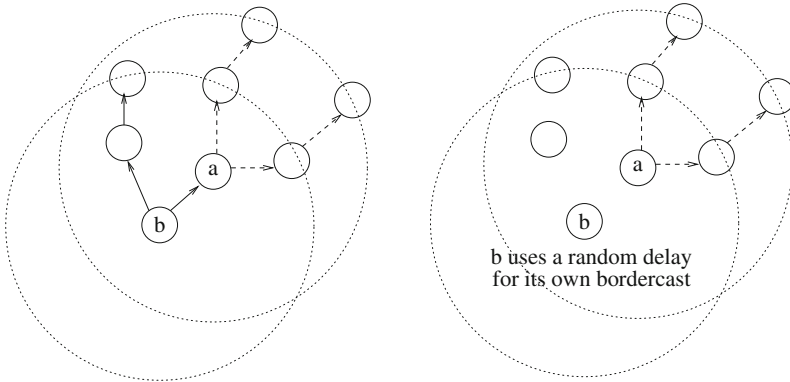 a
b
a
b
b uses a random delay
for its own bordercast